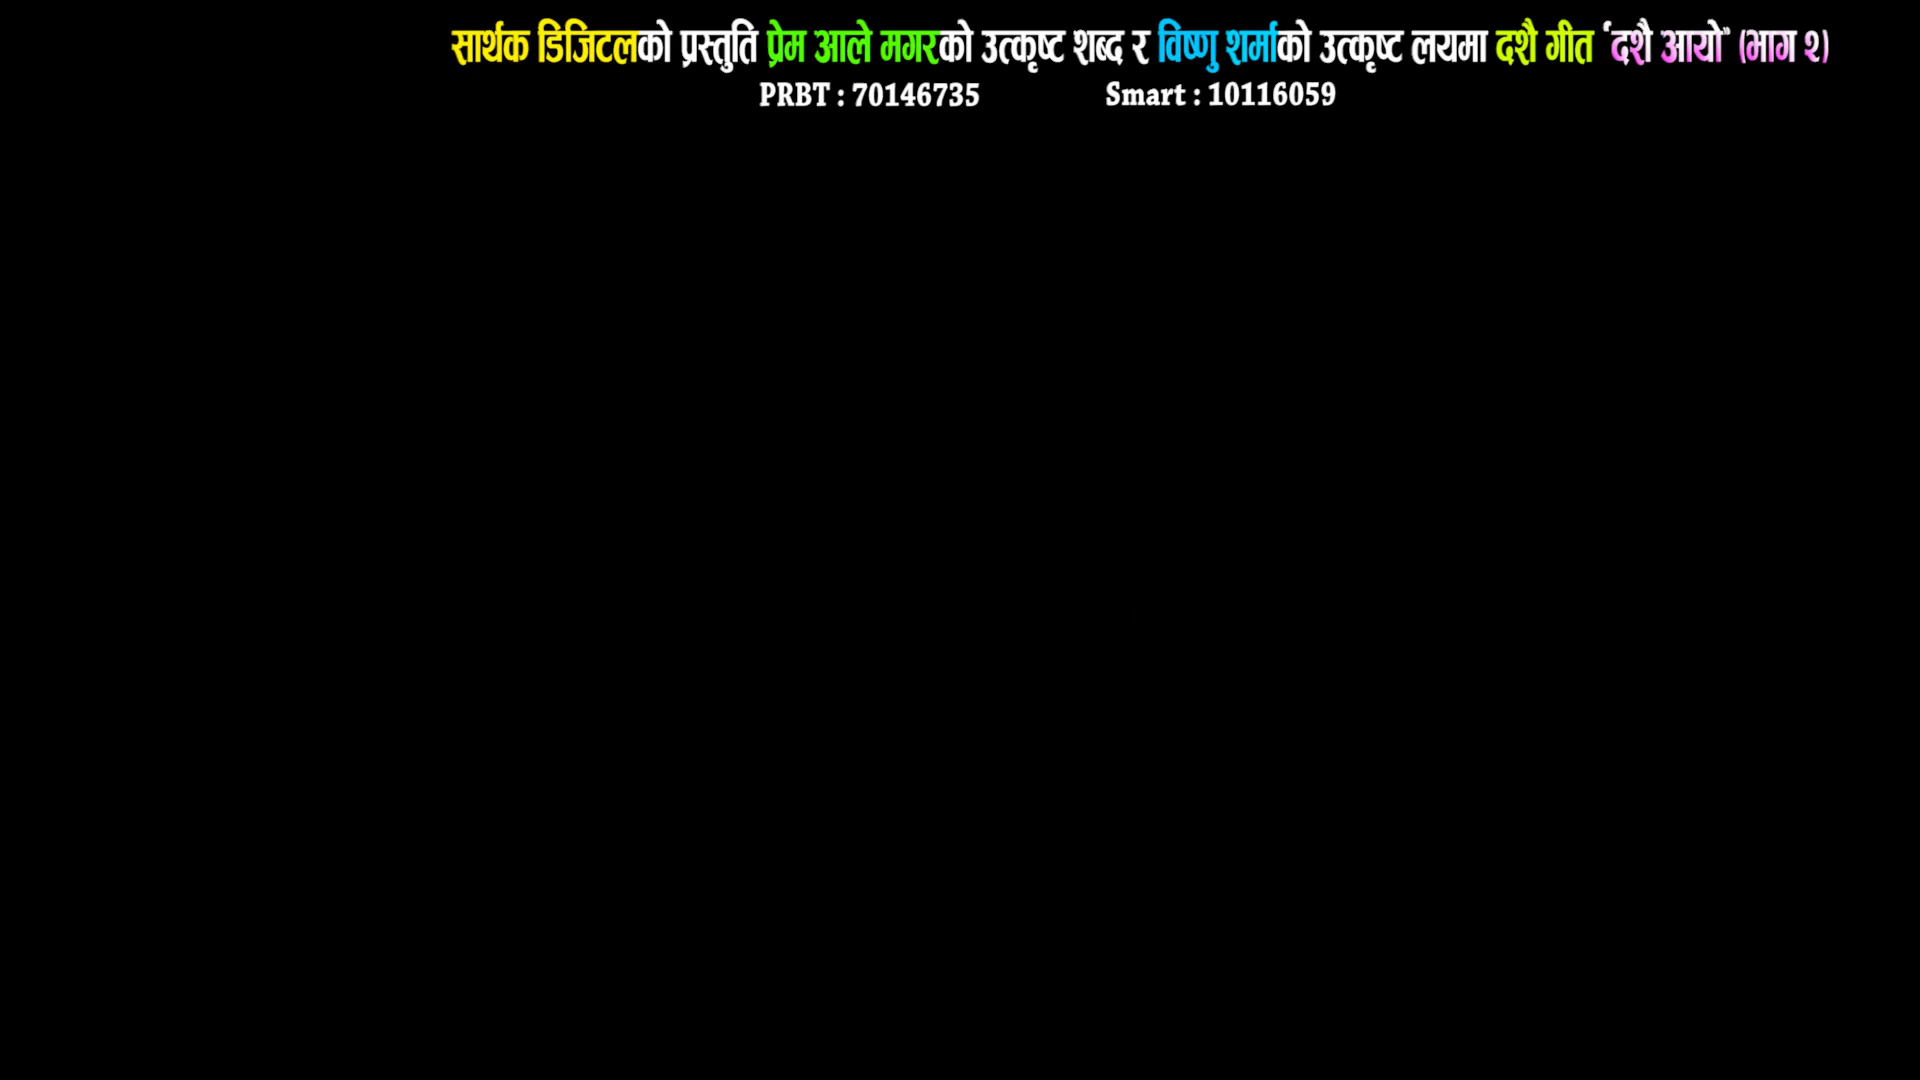 सार्थक डिजिटलको प्रस्तुति प्रेम आले मगरको उत्कृष्ट शब्द र विष्णु शर्माको उत्कृष्ट लयमा दशै गीत ‘दशै आयो” (भाग २)
PRBT : 70146735 Smart : 10116059